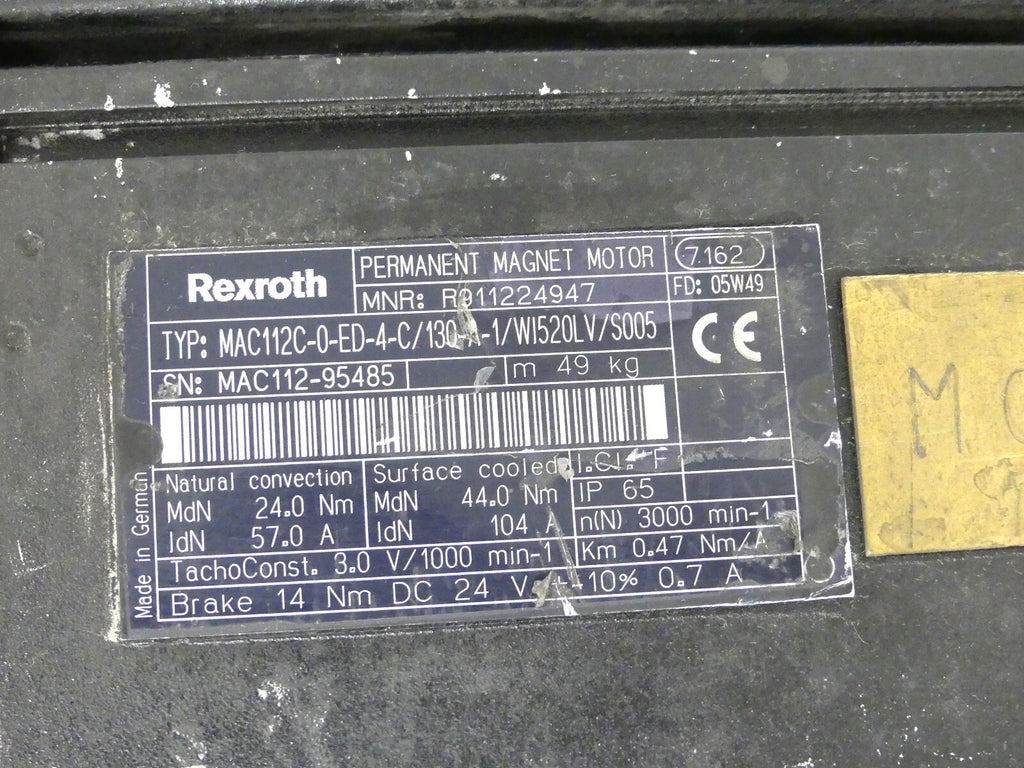 Rexroth
PERMANENT MAGNET MOTOR
7.162
MNR: R911224947
FD: 05W49
TYP: MAC112C-0-ED-4-C/130-A-1/WI520LV/S005
CE
SN: MAC112-95485
m 49 kg
Natural convection
MdN 24.0 Nm
IdN 57.0 A
Surface cooled
MdN 44.0 Nm
IdN 104 A
I.Cl. F
IP 65
n(N) 3000 min-1
TachoConst. 3.0 V/1000 min-1
Km 0.47 Nm/A
Brake 14 Nm DC 24 V +-10% 0.7 A
Made in German
M